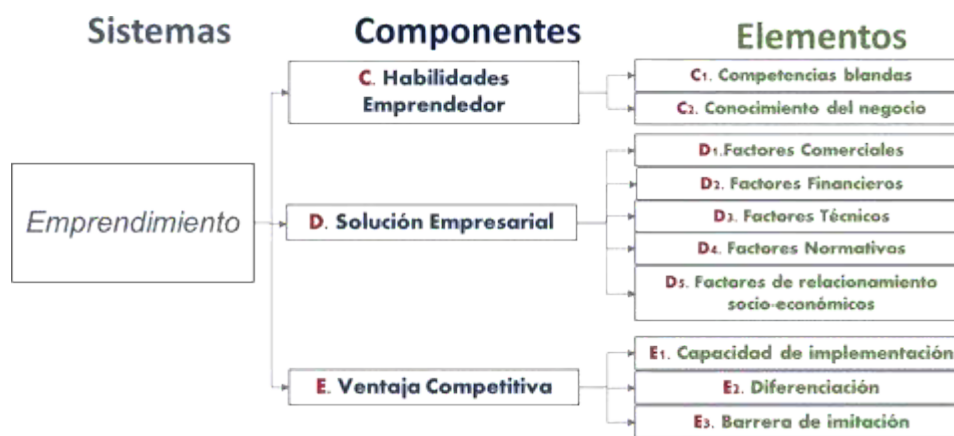 Sistemas
Componentes
Elementos
C. Habilidades
Emprendedor
C1. Competencias blandas
C2. Conocimiento del negocio
Emprendimiento
D. Solución Empresarial
D1.Factores Comerciales
D2. Factores Financieros
D3. Factores Técnicos
D4. Factores Normativos
D5. Factores de relacionamiento
socio-económicos
E. Ventaja Competitiva
E1. Capacidad de implementación
E2. Diferenciación
E3. Barrera de imitación